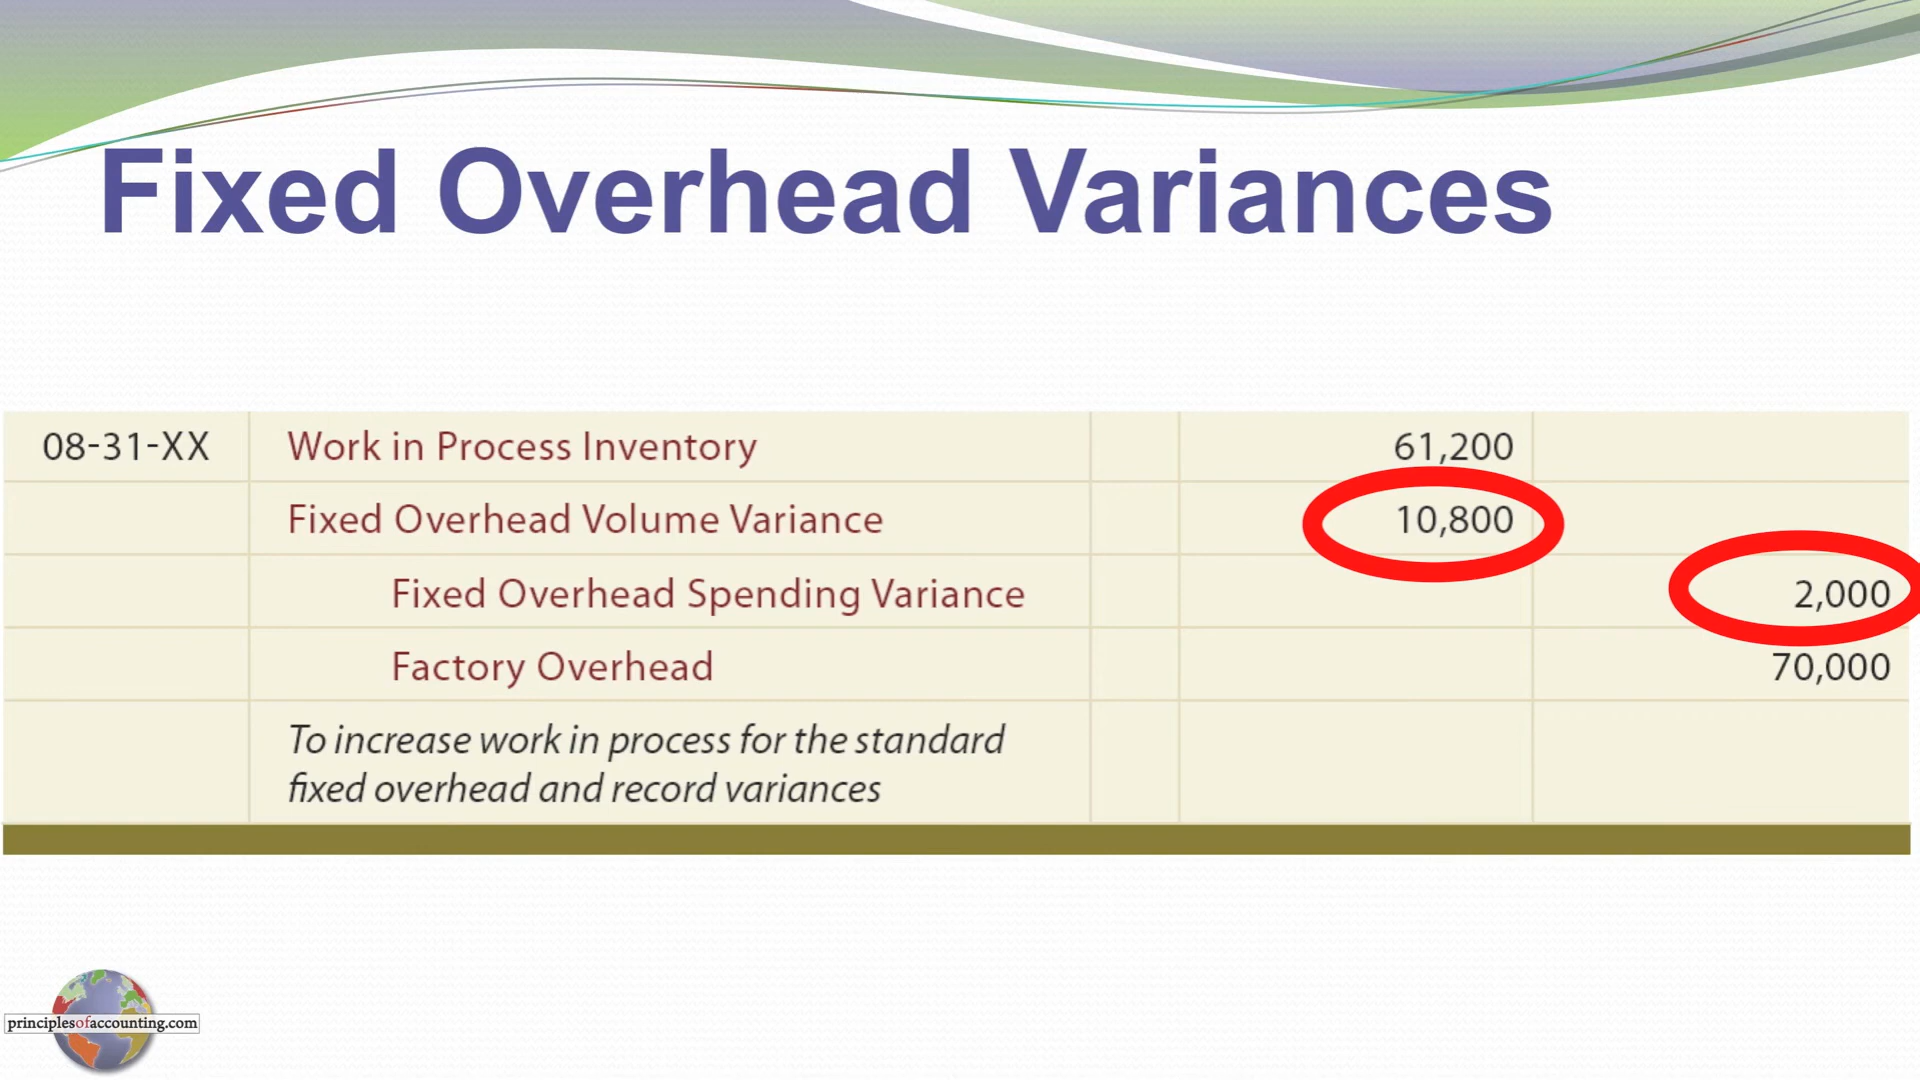 Fixed Overhead Variances
08-31-XX Work in Process Inventory 61,200
Fixed Overhead Volume Variance 10,800
Fixed Overhead Spending Variance 2,000
Factory Overhead 70,000
To increase work in process for the standard
fixed overhead and record variances
principlesofaccounting.com